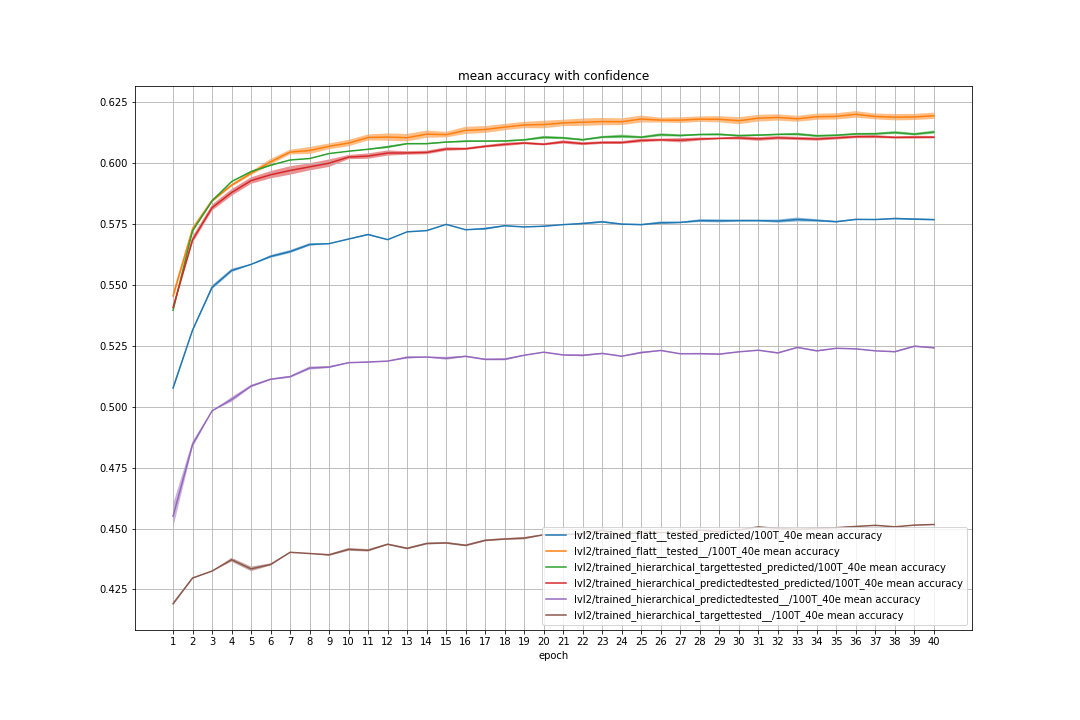 mean accuracy with confidence
0.625
0.600
0.575
0.550
0.525
0.500
0.475
0.450
0.425
lvl2/trained_flatt__tested_predicted/100T_40e mean accuracy
lvl2/trained_flatt__tested__/100T_40e mean accuracy
lvl2/trained_hierarchical_targettested_predicted/100T_40e mean accuracy
lvl2/trained_hierarchical_predictedtested_predicted/100T_40e mean accuracy
lvl2/trained_hierarchical_predictedtested__/100T_40e mean accuracy
lvl2/trained_hierarchical_targettested__/100T_40e mean accuracy
1 2 3 4 5 6 7 8 9 10 11 12 13 14 15 16 17 18 19 20 21 22 23 24 25 26 27 28 29 30 31 32 33 34 35 36 37 38 39 40
epoch